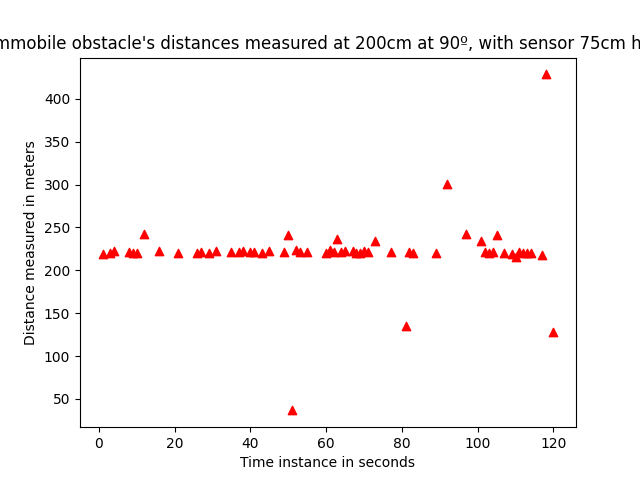 mmobile obstacle's distances measured at 200cm at 90º, with sensor 75cm h
Distance measured in meters
400
350
300
250
200
150
100
50
0 20 40 60 80 100 120
Time instance in seconds